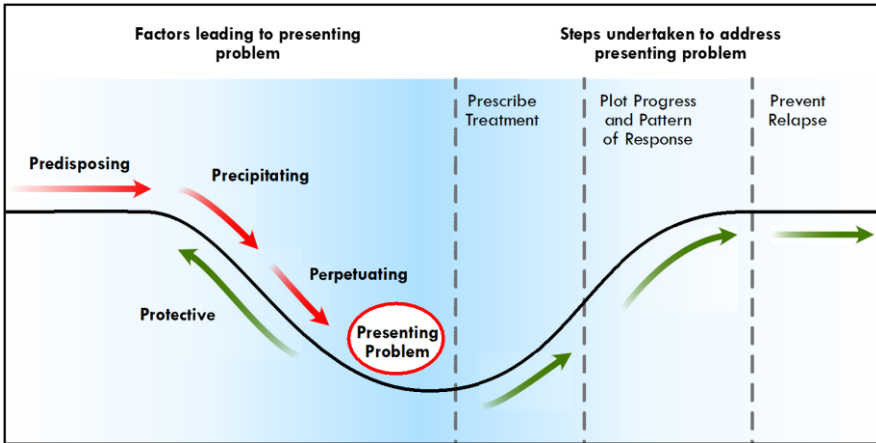 Factors leading to presenting
problem
Steps undertaken to address
presenting problem
Prescribe
Treatment
Plot Progress
and Pattern
of Response
Prevent
Relapse
Predisposing
Precipitating
Perpetuating
Protective
Presenting
Problem